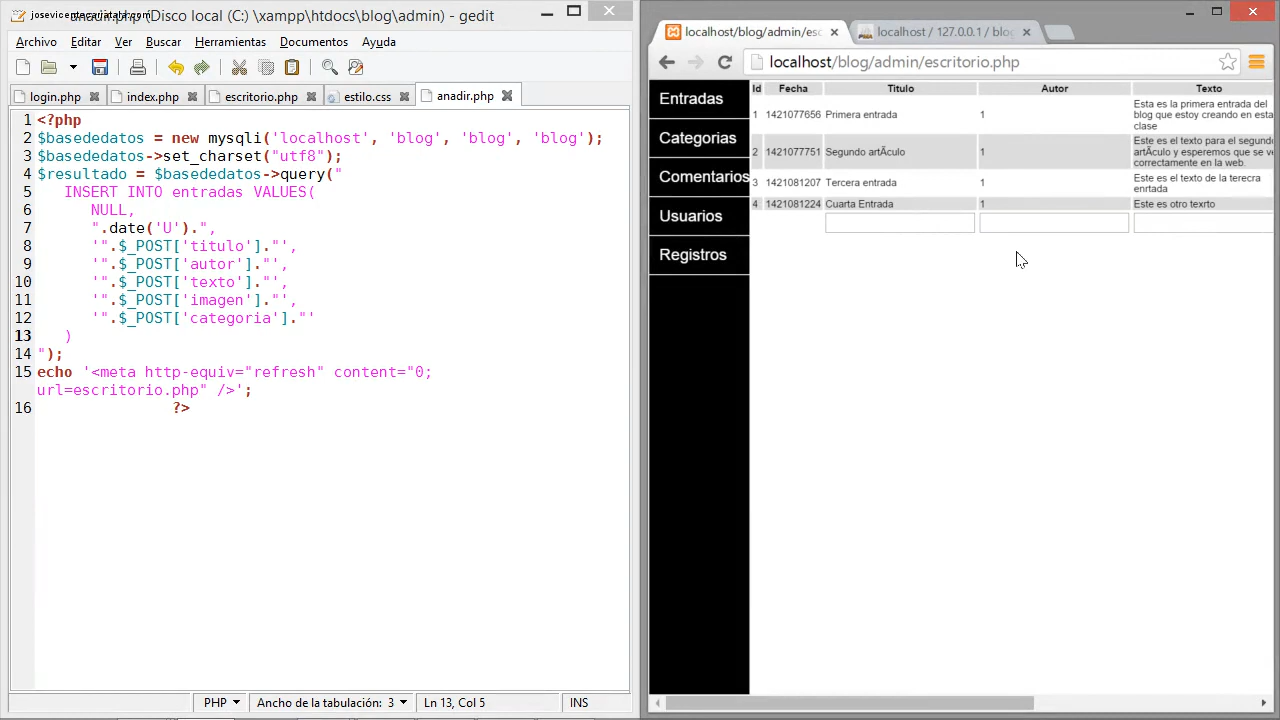 anadir.php (Disco local (C:) \xampp\htdocs\blog\admin) - gedit
Archivo Editar Ver Buscar Herramientas Documentos Ayuda
login.php index.php escritorio.php estilo.css anadir.php
1 <?php
2 $basededatos = new mysqli('localhost', 'blog', 'blog', 'blog');
3 $basededatos->set_charset("utf8");
4 $resultado = $basededatos->query("
5 INSERT INTO entradas VALUES(
6 NULL,
7 ".date('U').",
8 '".$_POST['titulo']."',
9 '".$_POST['autor']."',
10 '".$_POST['texto']."',
11 '".$_POST['imagen']."',
12 '".$_POST['categoria']."'
13 )
14 ");
15 echo '<meta http-equiv="refresh" content="0;
url=escritorio.php" />';
16 ?>
PHP Ancho de la tabulación: 3 Ln 13, Col 5 INS
localhost/blog/admin/esc localhost / 127.0.0.1 / blog
localhost/blog/admin/escritorio.php
Entradas
Categorias
Comentarios
Usuarios
Registros
Id Fecha Titulo Autor Texto
1 1421077656 Primera entrada 1 Esta es la primera entrada del
blog que estoy creando en esta
clase
2 1421077751 Segundo artÃculo 1 Este es el texto para el segundo
artÃculo y esperemos que se ve
correctamente en la web.
3 1421081207 Tercera entrada 1 Este es el texto de la terecra
enrtada
4 1421081224 Cuarta Entrada 1 Este es otro texrto